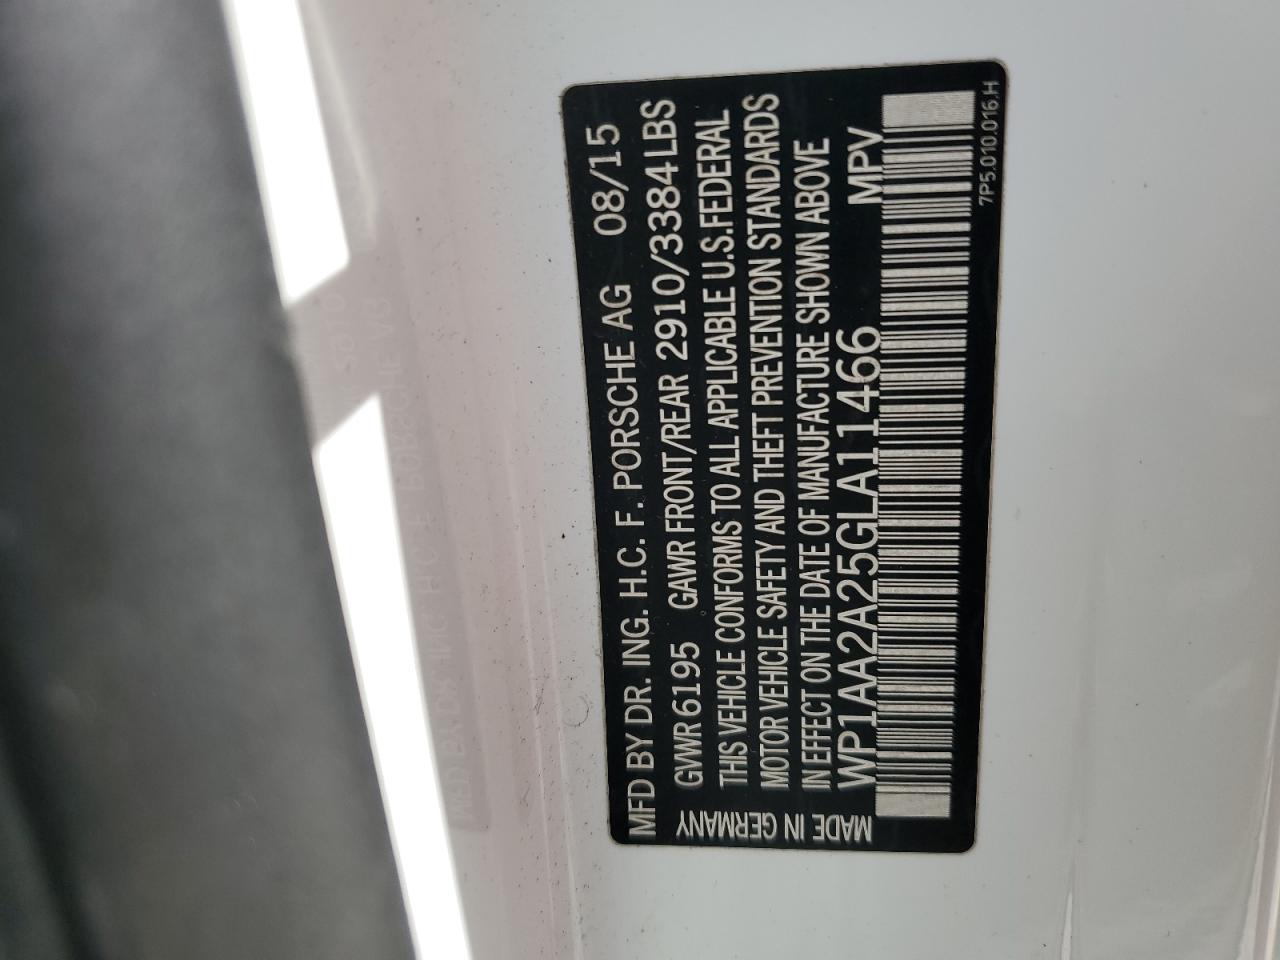 MFD BY DR. ING. H.C. F. PORSCHE AG 08/15
GVWR 6195 GAWR FRONT/REAR 2910/3384 LBS
THIS VEHICLE CONFORMS TO ALL APPLICABLE U.S.FEDERAL
MOTOR VEHICLE SAFETY AND THEFT PREVENTION STANDARDS
IN EFFECT ON THE DATE OF MANUFACTURE SHOWN ABOVE
WP1AA2A25GLA11466 MPV
MADE IN GERMANY
7P5.010.016.H